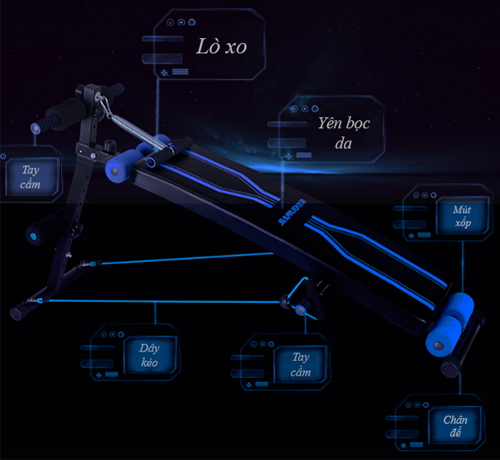 Lò xo
Yên bọc
da
Tay
cầm
Mút
xốp
Dây
kéo
Tay
cầm
Chân
đế